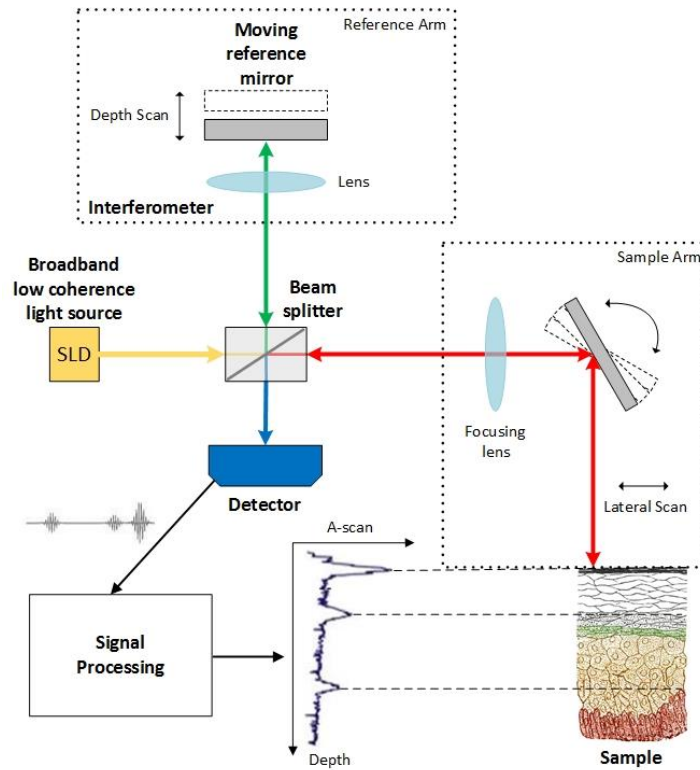 Reference Arm
Moving
reference
mirror
Depth Scan
Lens
Interferometer
Broadband
low coherence
light source
SLD
Beam
splitter
Sample Arm
Focusing
lens
Lateral Scan
Detector
A-scan
Signal
Processing
Depth
Sample